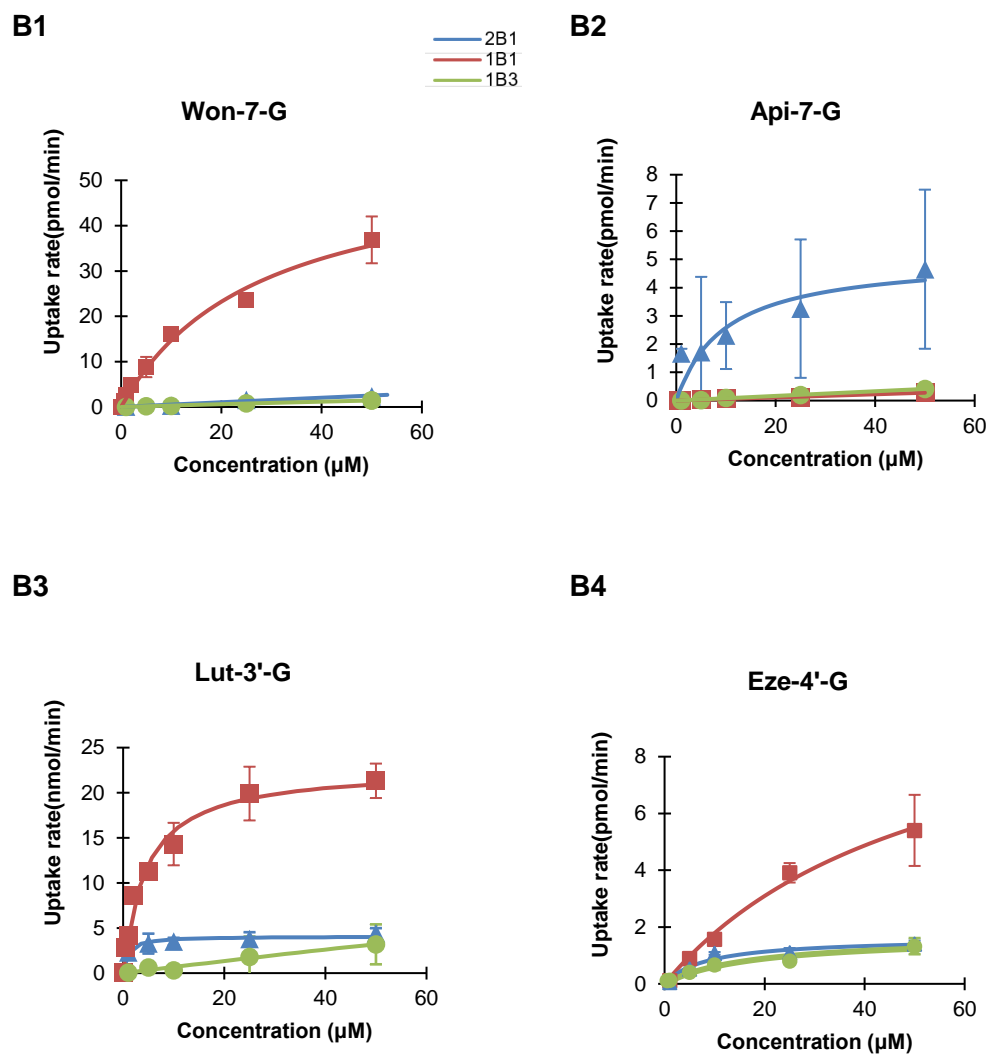 B1
B2
2B1
1B1
1B3
Won-7-G
Api-7-G
Uptake rate(pmol/min)
50
40
30
20
10
0
0 20 40 60
Concentration (µM)
Uptake rate(pmol/min)
8
7
6
5
4
3
2
1
0
0 20 40 60
Concentration (µM)
B3
B4
Lut-3'-G
Eze-4'-G
Uptake rate(nmol/min)
25
20
15
10
5
0
0 20 40 60
Concentration (µM)
Uptake rate(pmol/min)
8
6
4
2
0
0 20 40 60
Concentration (µM)